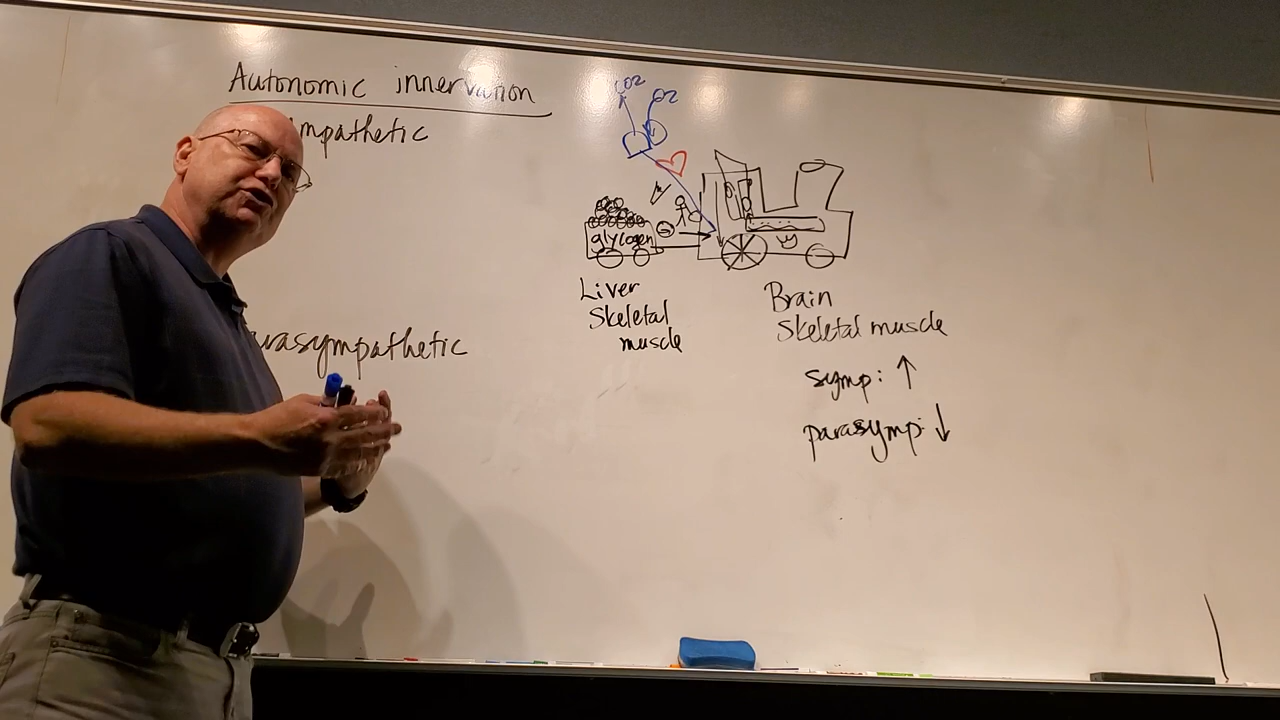 Autonomic innervation
mpathetic
CO2
O2
glycogen
Liver
Skeletal
muscle
Brain
Skeletal muscle
symp: ↑
parasymp: ↓
arasympathetic